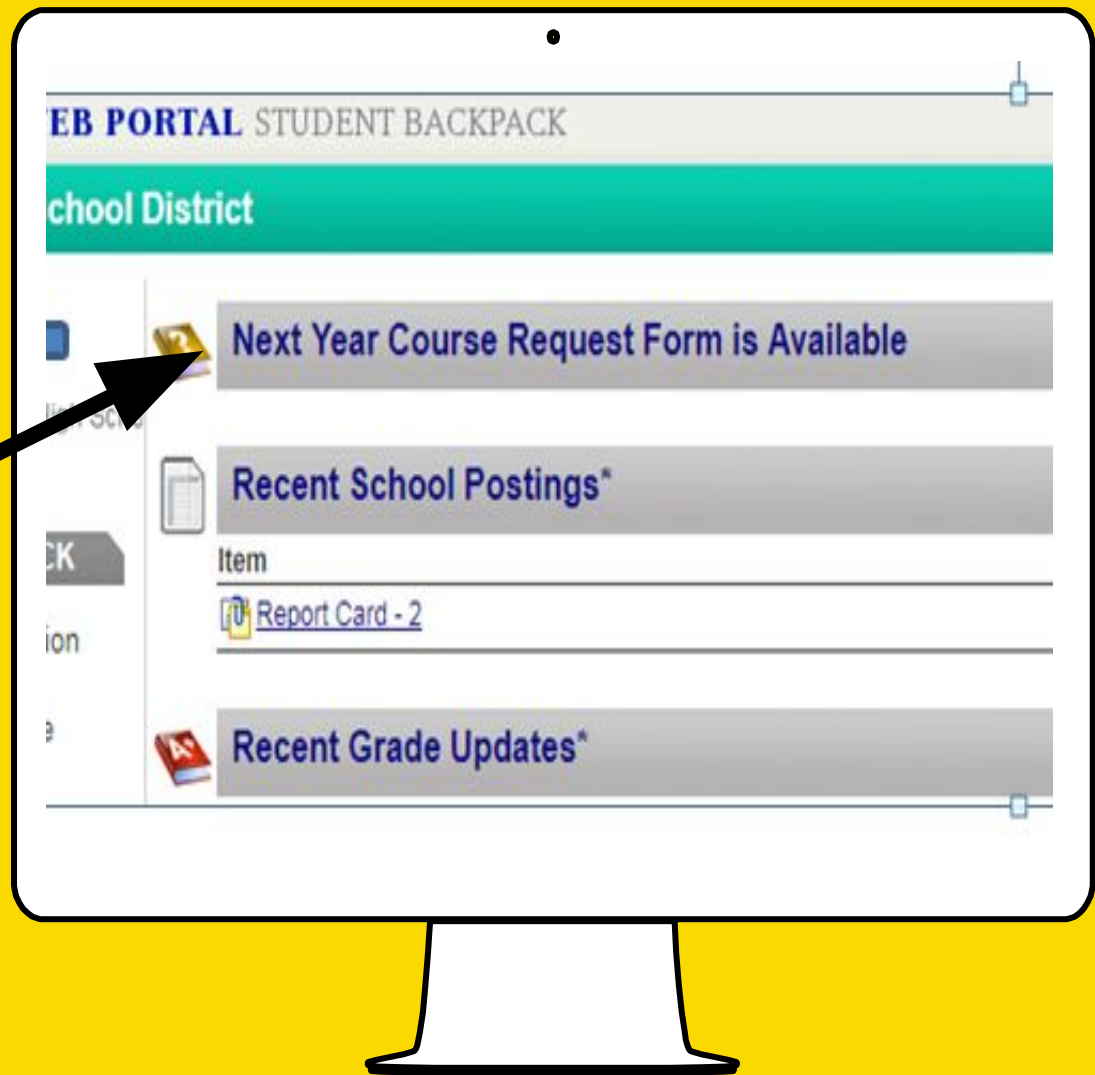 EB PORTAL STUDENT BACKPACK
chool District
Next Year Course Request Form is Available
Recent School Postings*
CK
Item
Report Card - 2
ion
e
Recent Grade Updates*